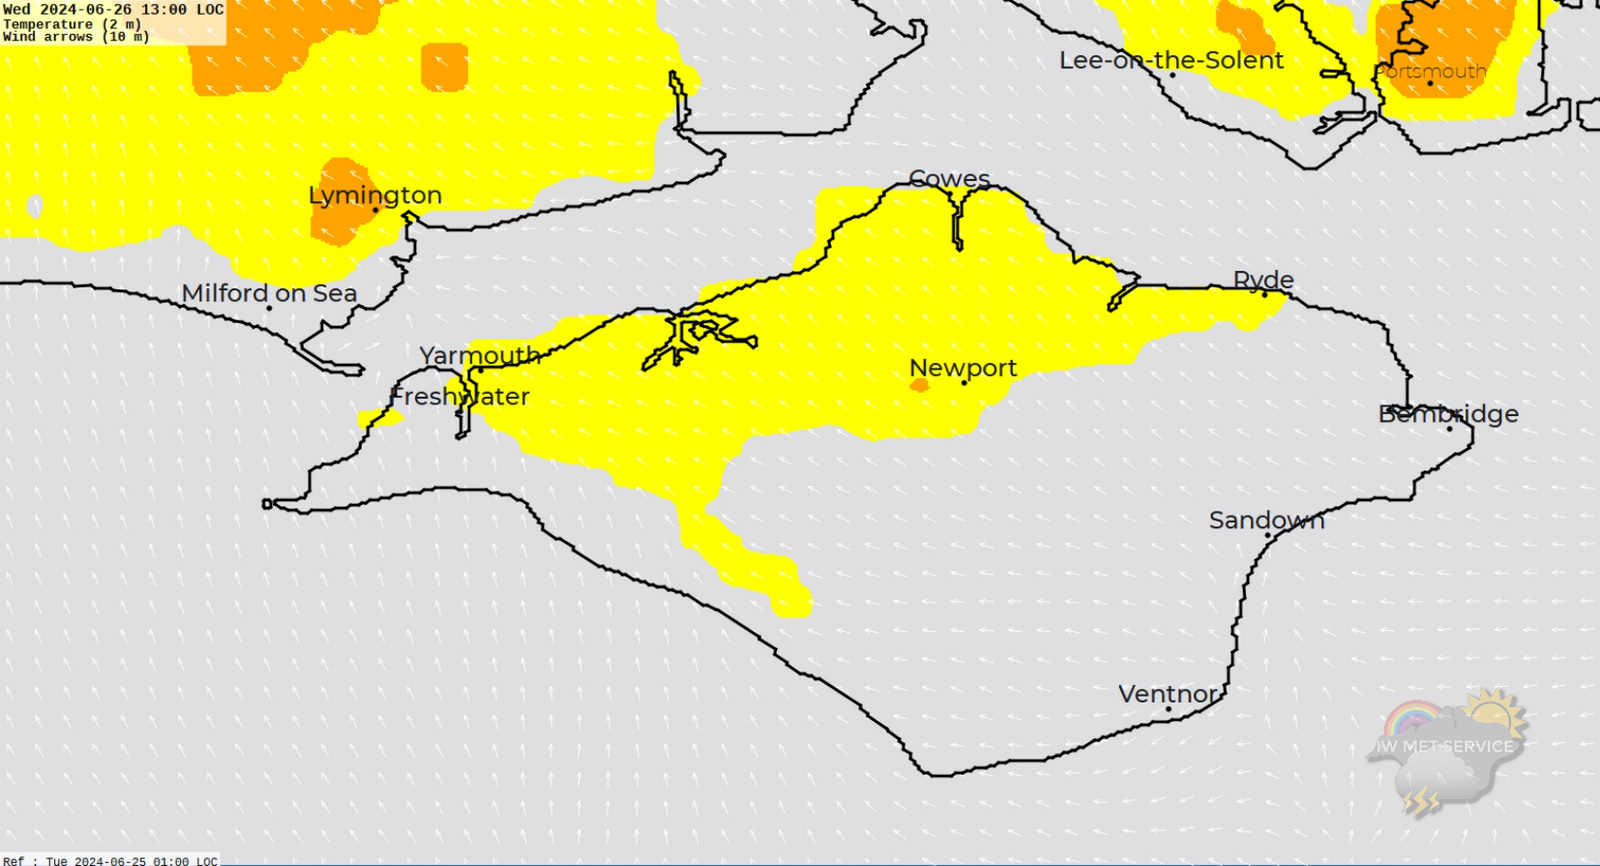 Wed 2024-06-26 13:00 LOC
Temperature (2 m)
Wind arrows (10 m)
Lee-on-the-Solent
Portsmouth
Cowes
Lymington
Ryde
Milford on Sea
Yarmouth
Newport
Freshwater
Bembridge
Sandown
Ventnor
IW MET SERVICE
Ref : Tue 2024-06-25 01:00 LOC